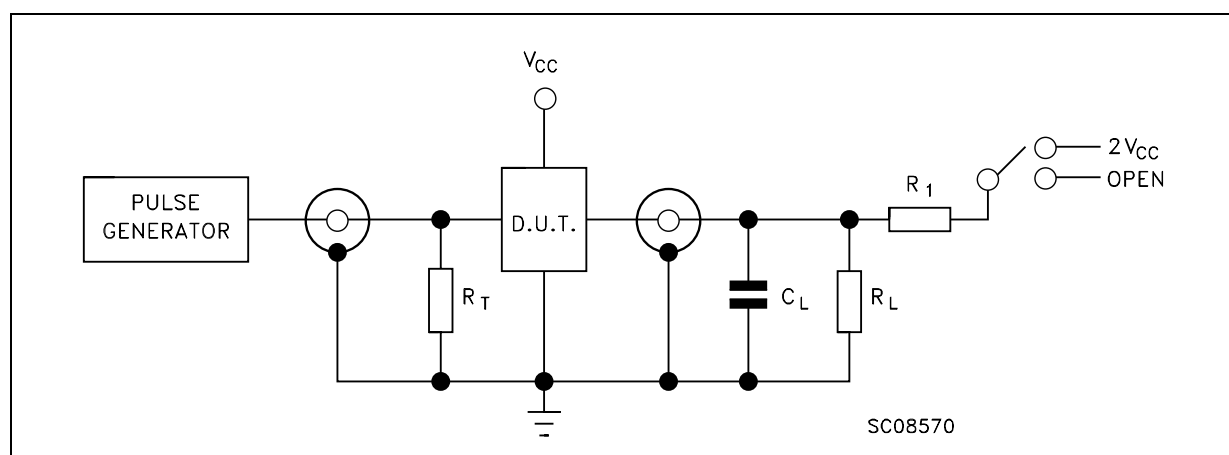 VCC
PULSE
GENERATOR
D.U.T.
RT
CL
RL
R1
2VCC
OPEN
SC08570